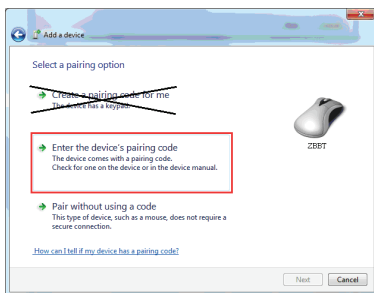 Add a device
Select a pairing option
Create a pairing code for me
The device has a keypad.
Enter the device's pairing code
The device comes with a pairing code.
Check for one on the device or in the device manual.
ZBBT
Pair without using a code
This type of device, such as a mouse, does not require a
secure connection.
How can I tell if my device has a pairing code?
Next
Cancel